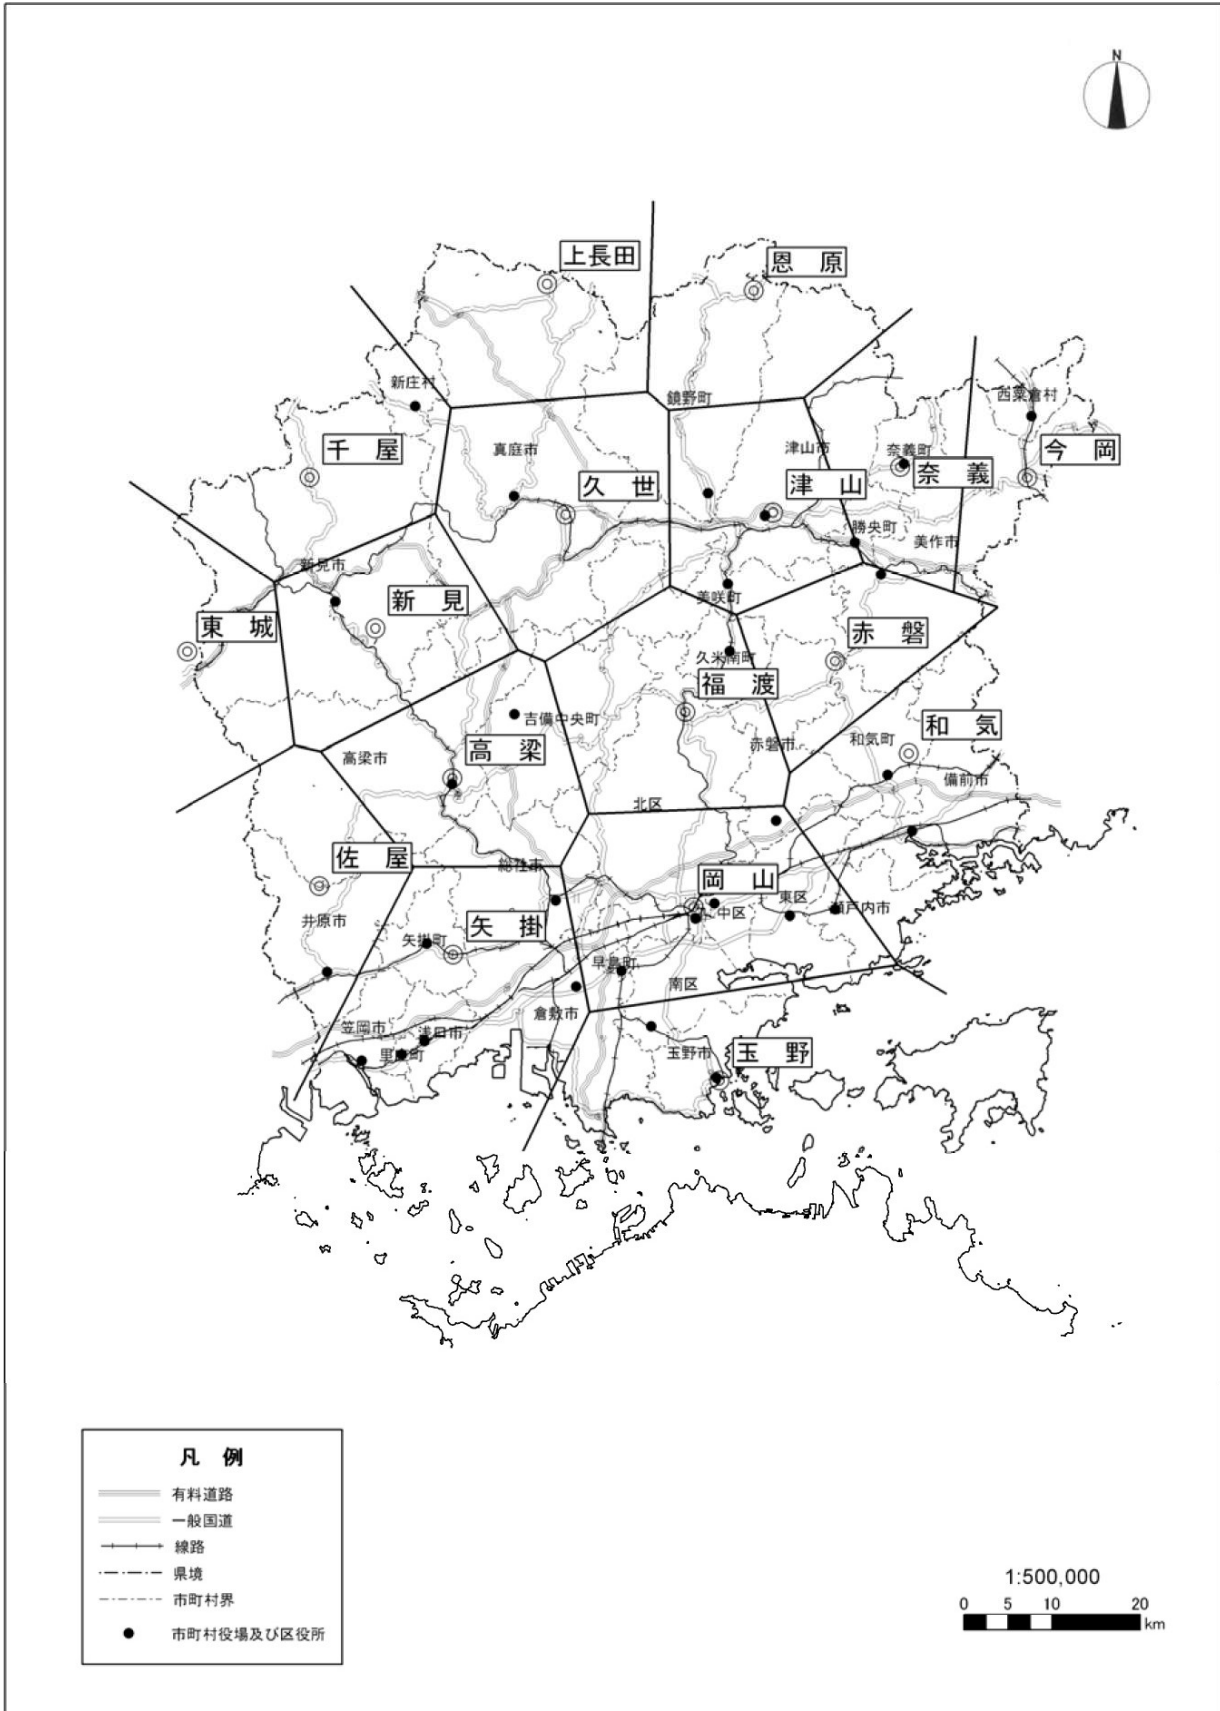 N
上長田
恩原
新庄村
鏡野町
西粟倉村
千屋
真庭市
久世
津山市
津山
奈義町
奈義
今岡
勝央町
美作市
新見市
新見
美咲町
東城
赤磐
久米南町
福渡
吉備中央町
高梁市
高梁
赤磐市
和気町
和気
備前市
北区
佐屋
総社市
岡山
井原市
矢掛町
矢掛
中区
東区
瀬戸内市
早島町
南区
倉敷市
笠岡市
浅口市
里庄町
玉野市
玉野
凡例
有料道路
一般国道
線路
県境
市町村界
市町村役場及び区役所
1:500,000
0 5 10 20
km